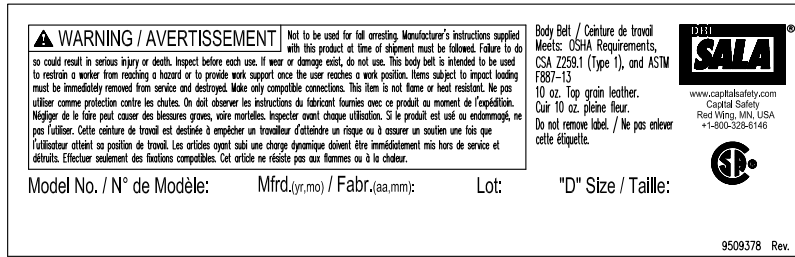 WARNING / AVERTISSEMENT
Not to be used for fall arresting. Manufacturer's instructions supplied
with this product at time of shipment must be followed. Failure to do
so could result in serious injury or death. Inspect before each use. If wear or damage exist, do not use. This body belt is intended to be used
to restrain a worker from reaching a hazard or to provide work support once the user reaches a work position. Items subject to impact loading
must be immediately removed from service and destroyed. Make only compatible connections. This item is not flame or heat resistant. Ne pas
utiliser comme protection contre les chutes. On doit observer les instructions du fabricant fournies avec ce produit au moment de l'expédition.
Négliger de le faire peut causer des blessures graves, voire mortelles. Inspecter avant chaque utilisation. Si le produit est usé ou endommagé, ne
pas l'utiliser. Cette ceinture de travail est destinée à empêcher un travailleur d'atteindre un risque ou à assurer un soutien une fois que
l'utilisateur atteint sa position de travail. Les articles ayant subi une charge dynamique doivent être immédiatement mis hors de service et
détruits. Effectuer seulement des fixations compatibles. Cet article ne résiste pas aux flammes ou à la chaleur.
Body Belt / Ceinture de travail
Meets: OSHA Requirements,
CSA Z259.1 (Type 1), and ASTM
F887-13
10 oz. Top grain leather.
Cuir 10 oz. pleine fleur.
Do not remove label. / Ne pas enlever
cette étiquette.
DBI
SALA®
www.capitalsafety.com
Capital Safety
Red Wing, MN, USA
+1-800-328-6146
SA®
Model No. / N° de Modèle: Mfrd.(yr,mo) / Fabr.(aa,mm): Lot: "D" Size / Taille:
9509378 Rev.